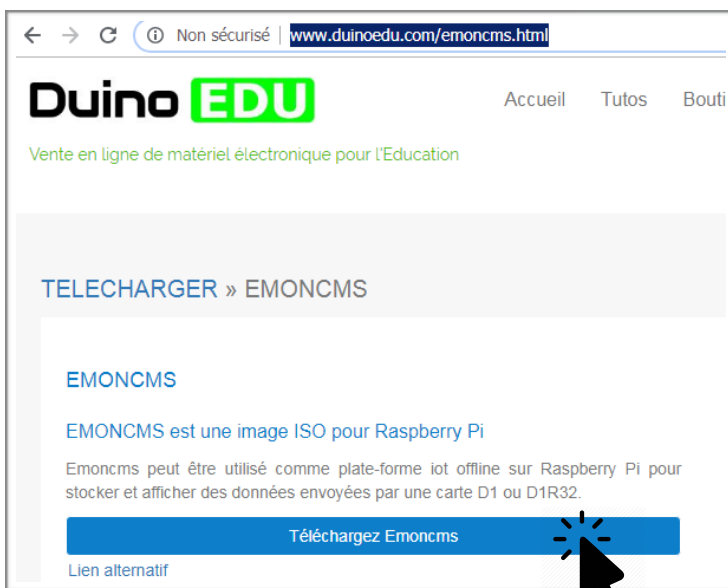 Non sécurisé | www.duinoedu.com/emoncms.html
Duino EDU
Accueil Tutos Bouti
Vente en ligne de matériel électronique pour l'Education
TELECHARGER » EMONCMS
EMONCMS
EMONCMS est une image ISO pour Raspberry Pi
Emoncms peut être utilisé comme plate-forme iot offline sur Raspberry Pi pour
stocker et afficher des données envoyées par une carte D1 ou D1R32.
Téléchargez Emoncms
Lien alternatif